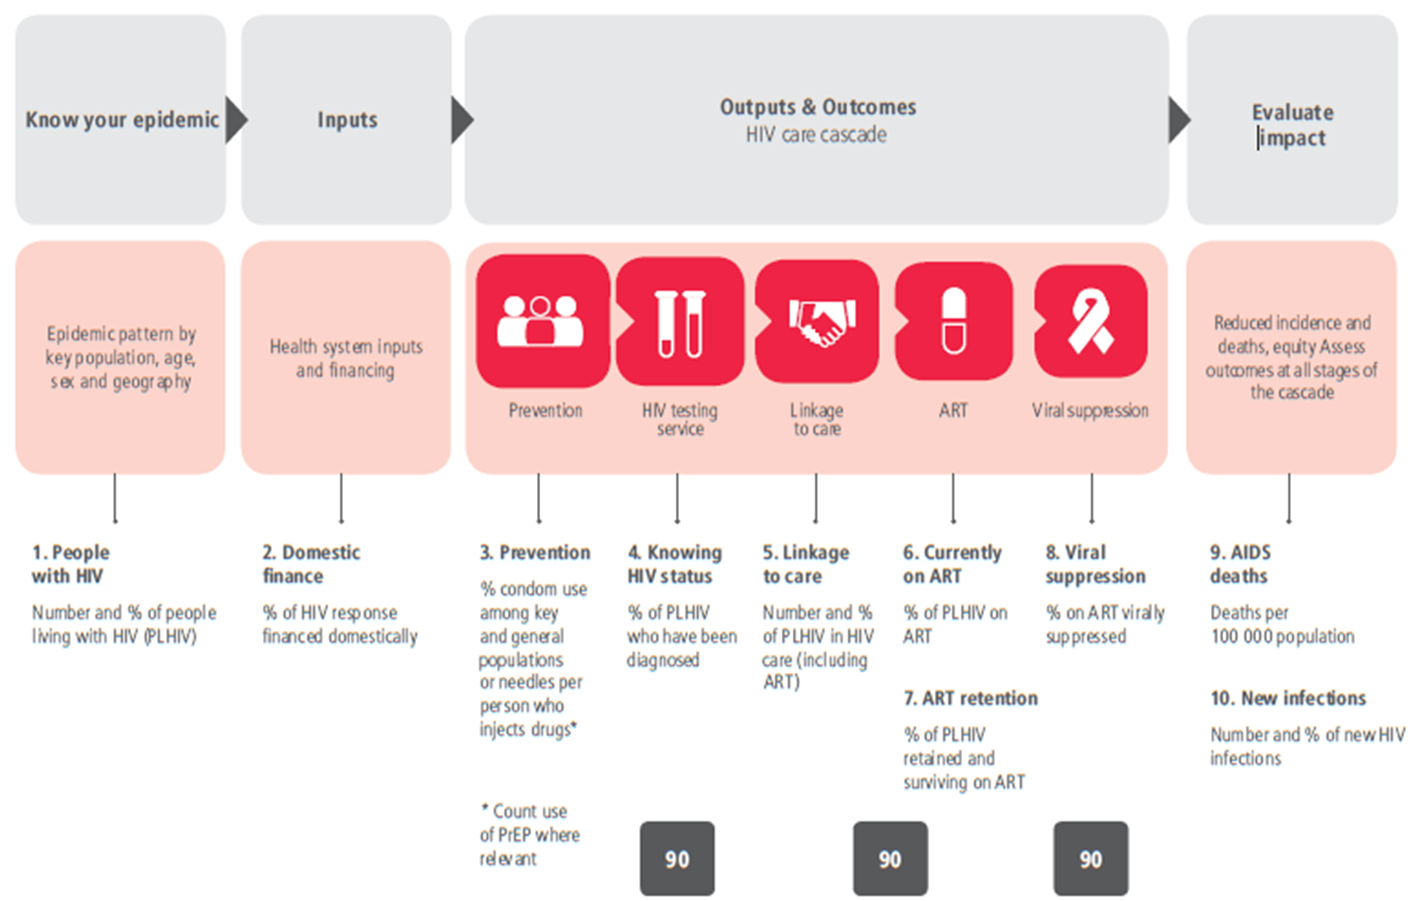 Know your epidemic
Inputs
Outputs & Outcomes
HIV care cascade
Evaluate
impact
Epidemic pattern by
key population, age,
sex and geography
Health system inputs
and financing
Prevention
HIV testing
service
Linkage
to care
ART
Viral suppression
Reduced incidence and
deaths, equity Assess
outcomes at all stages of
the cascade
1. People
with HIV
Number and % of people
living with HIV (PLHIV)
2. Domestic
finance
% of HIV response
financed domestically
3. Prevention
% condom use
among key
and general
populations
or needles per
person who
injects drugs*
* Count use
of PrEP where
relevant
4. Knowing
HIV status
% of PLHIV
who have been
diagnosed
5. Linkage
to care
Number and %
of PLHIV in HIV
care (including
ART)
6. Currently
on ART
% of PLHIV on
ART
7. ART retention
% of PLHIV
retained and
surviving on ART
8. Viral
suppression
% on ART virally
suppressed
9. AIDS
deaths
Deaths per
100 000 population
10. New infections
Number and % of new HIV
infections
90
90
90